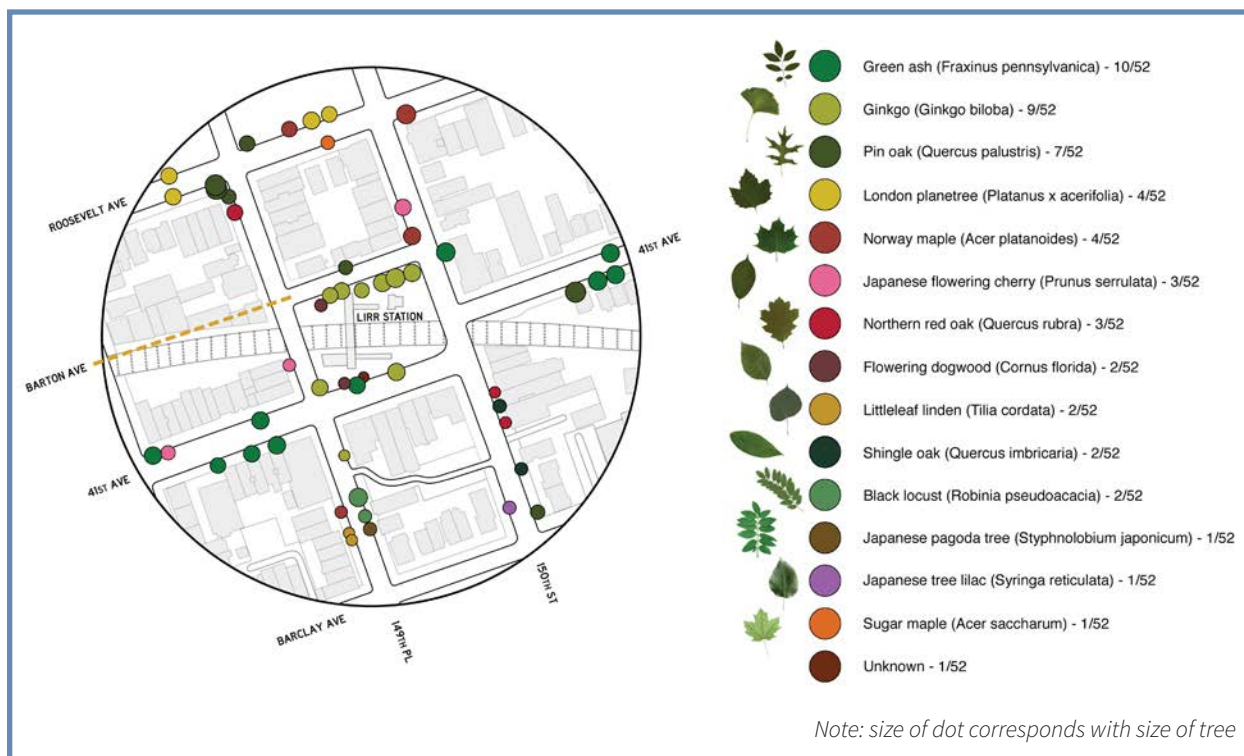 ROOSEVELT AVE
41ST AVE
LIRR STATION
BARTON AVE
41ST AVE
BARCLAY AVE
149TH PL
150TH ST
Green ash (Fraxinus pennsylvanica) - 10/52
Ginkgo (Ginkgo biloba) - 9/52
Pin oak (Quercus palustris) - 7/52
London planetree (Platanus x acerifolia) - 4/52
Norway maple (Acer platanoides) - 4/52
Japanese flowering cherry (Prunus serrulata) - 3/52
Northern red oak (Quercus rubra) - 3/52
Flowering dogwood (Cornus florida) - 2/52
Littleleaf linden (Tilia cordata) - 2/52
Shingle oak (Quercus imbricaria) - 2/52
Black locust (Robinia pseudoacacia) - 2/52
Japanese pagoda tree (Styphnolobium japonicum) - 1/52
Japanese tree lilac (Syringa reticulata) - 1/52
Sugar maple (Acer saccharum) - 1/52
Unknown - 1/52
Note: size of dot corresponds with size of tree